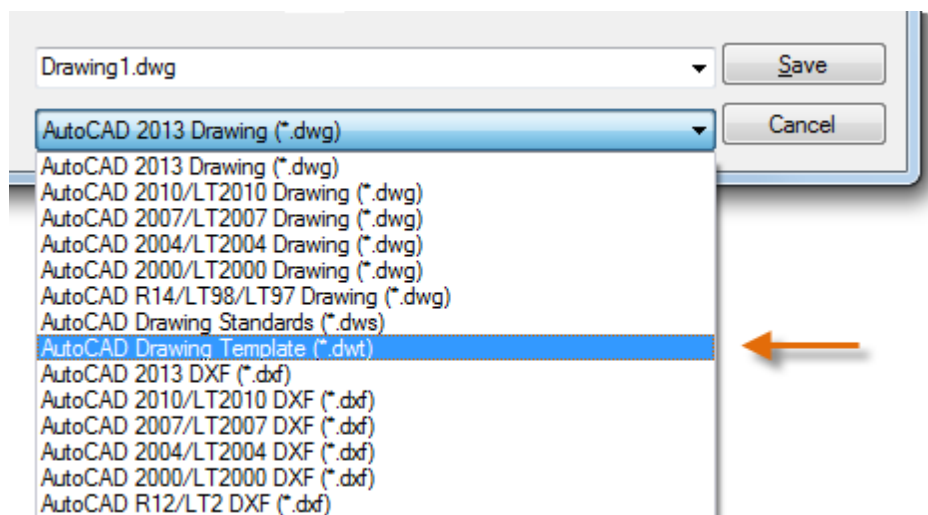 Drawing1.dwg
Save
AutoCAD 2013 Drawing (*.dwg)
Cancel
AutoCAD 2013 Drawing (*.dwg)
AutoCAD 2010/LT2010 Drawing (*.dwg)
AutoCAD 2007/LT2007 Drawing (*.dwg)
AutoCAD 2004/LT2004 Drawing (*.dwg)
AutoCAD 2000/LT2000 Drawing (*.dwg)
AutoCAD R14/LT98/LT97 Drawing (*.dwg)
AutoCAD Drawing Standards (*.dws)
AutoCAD Drawing Template (*.dwt)
AutoCAD 2013 DXF (*.dxf)
AutoCAD 2010/LT2010 DXF (*.dxf)
AutoCAD 2007/LT2007 DXF (*.dxf)
AutoCAD 2004/LT2004 DXF (*.dxf)
AutoCAD 2000/LT2000 DXF (*.dxf)
AutoCAD R12/LT2 DXF (*.dxf)